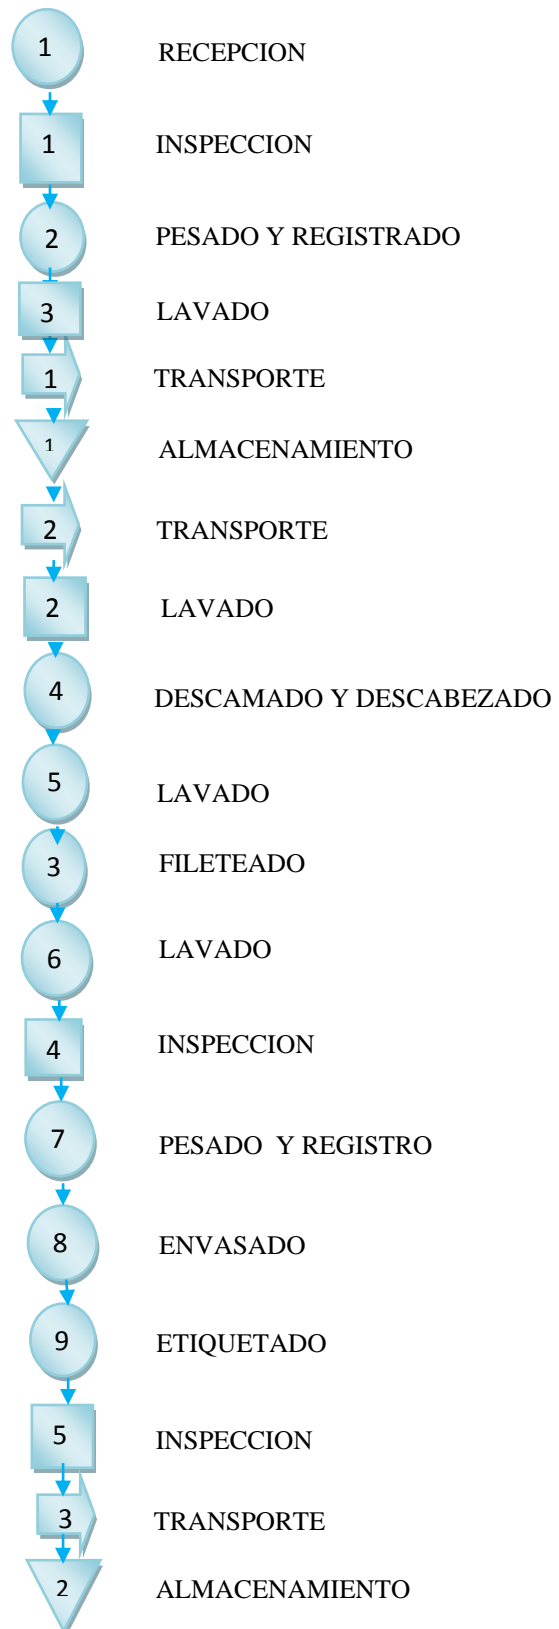 1 RECEPCION
1 INSPECCION
2 PESADO Y REGISTRADO
3 LAVADO
1 TRANSPORTE
1 ALMACENAMIENTO
2 TRANSPORTE
2 LAVADO
4 DESCAMADO Y DESCABEZADO
5 LAVADO
3 FILETEADO
6 LAVADO
4 INSPECCION
7 PESADO Y REGISTRO
8 ENVASADO
9 ETIQUETADO
5 INSPECCION
3 TRANSPORTE
2 ALMACENAMIENTO